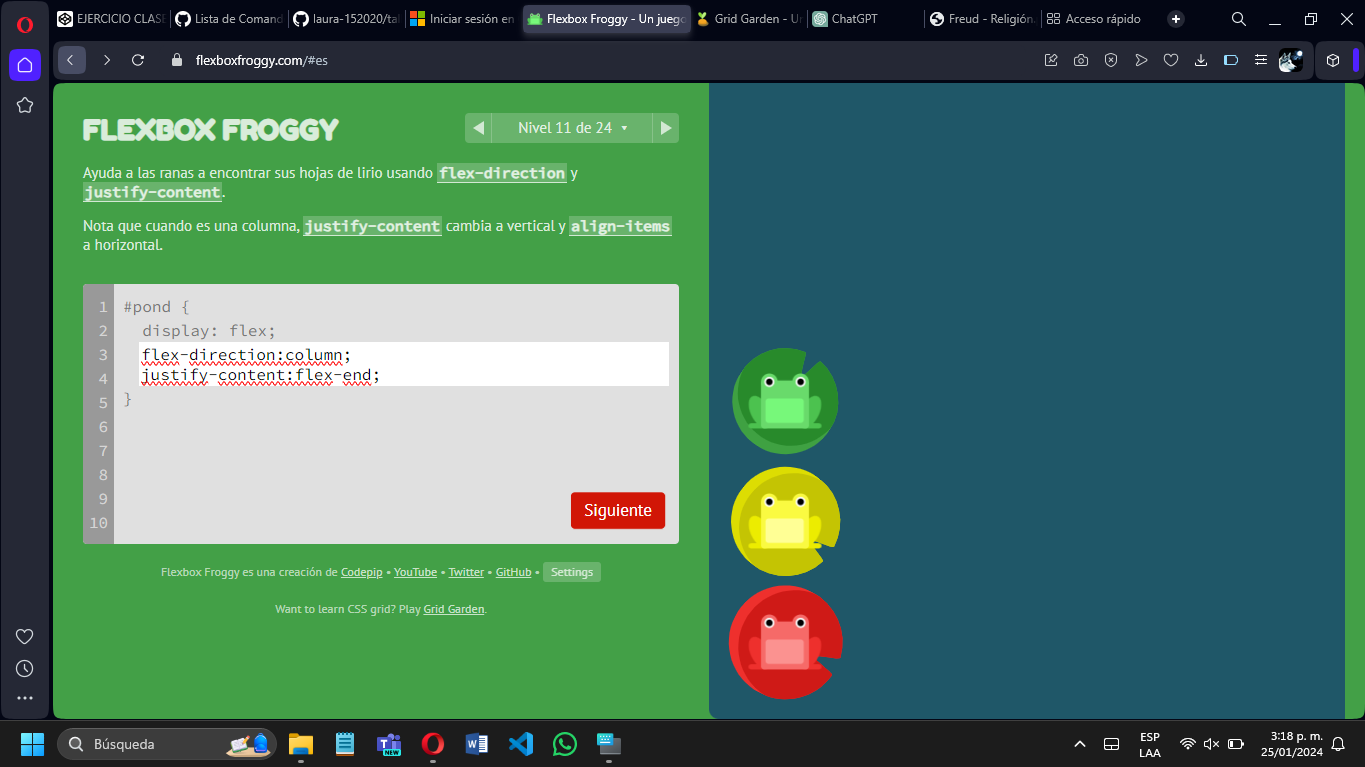 EJERCICIO CLAS
Lista de Comand
laura-152020/tal
Iniciar sesión en
Flexbox Froggy - Un juego
Grid Garden - Un
ChatGPT
Freud - Religión.
Acceso rápido
flexboxfroggy.com/#es
FLEXBOX FROGGY
Nivel 11 de 24
Ayuda a las ranas a encontrar sus hojas de lirio usando flex-direction y
justify-content.
Nota que cuando es una columna, justify-content cambia a vertical y align-items
a horizontal.
1 #pond {
2 display: flex;
3 flex-direction:column;
4 justify-content:flex-end;
5 }
6
7
8
9
10
Siguiente
Flexbox Froggy es una creación de Codepip • YouTube • Twitter • GitHub • Settings
Want to learn CSS grid? Play Grid Garden.
Búsqueda
NEW
ESP
LAA
3:18 p. m.
25/01/2024